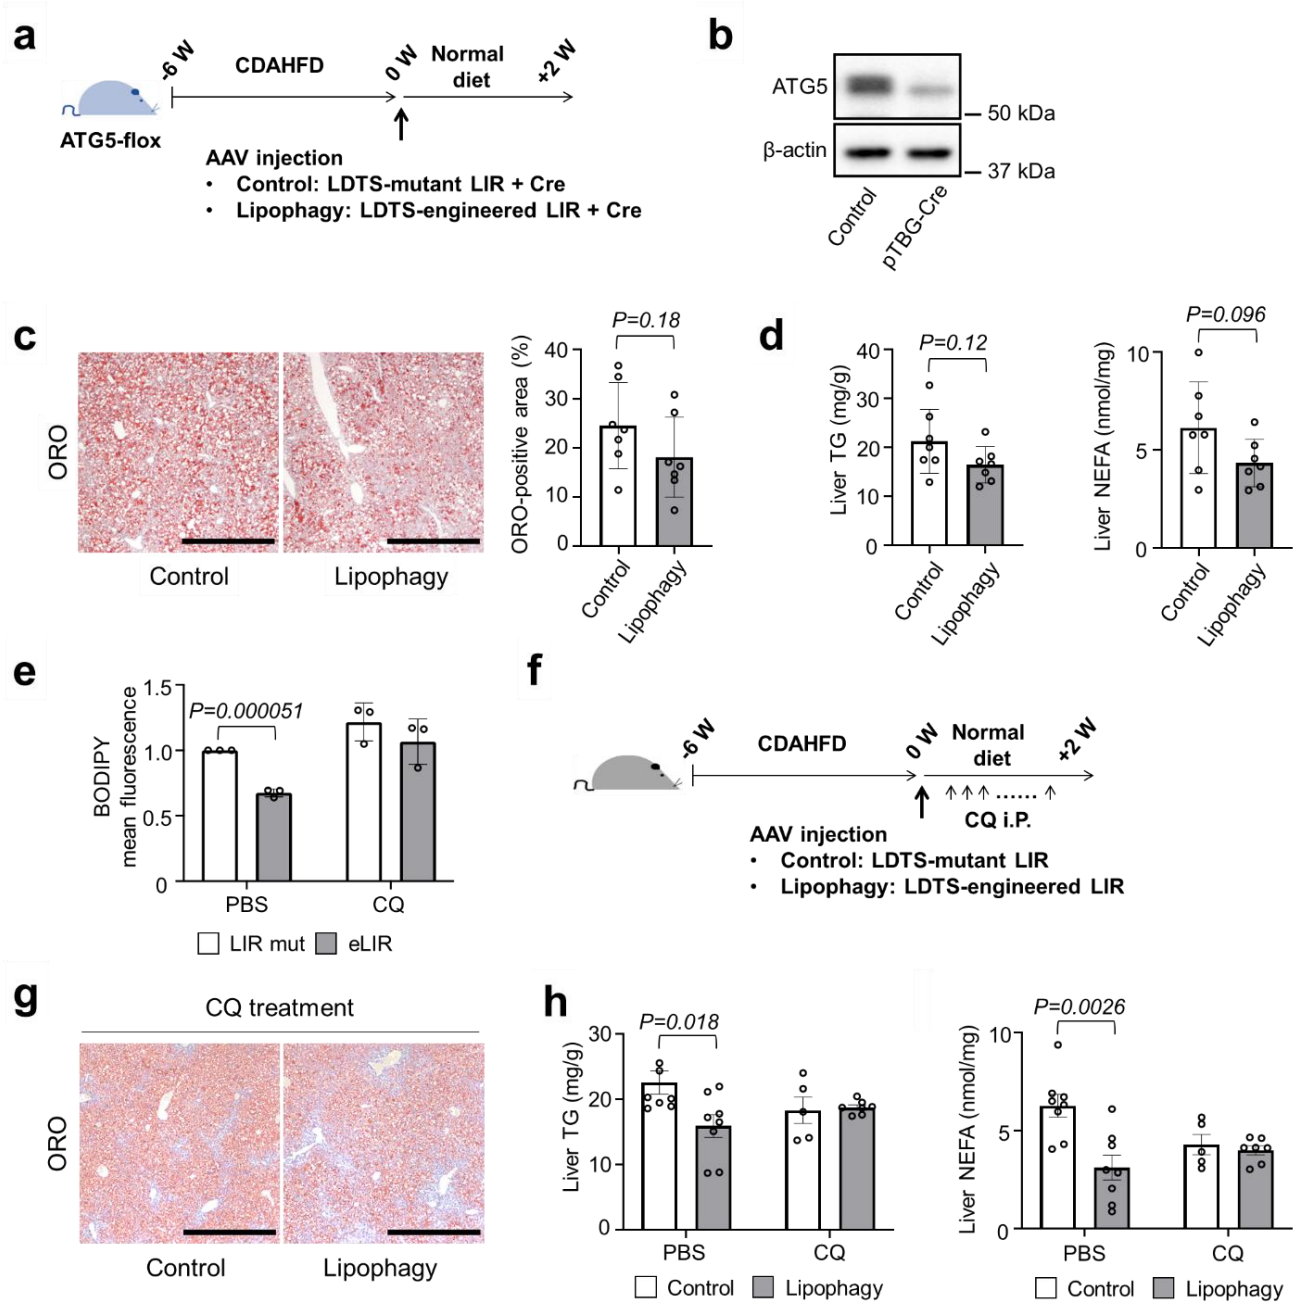 a
-6 W
CDAHFD
0 W
Normal
diet
+2 W
ATG5-flox
AAV injection
• Control: LDTS-mutant LIR + Cre
• Lipophagy: LDTS-engineered LIR + Cre
b
ATG5
50 kDa
β-actin
37 kDa
Control
pTBG-Cre
c
ORO
Control
Lipophagy
P=0.18
ORO-positive area (%)
40
30
20
10
0
Control
Lipophagy
d
P=0.12
Liver TG (mg/g)
40
30
20
10
0
Control
Lipophagy
P=0.096
Liver NEFA (nmol/mg)
10
5
0
Control
Lipophagy
e
BODIPY
mean fluorescence
1.5
1.0
0.5
0
P=0.000051
PBS
CQ
LIR mut
eLIR
f
-6 W
CDAHFD
0 W
Normal
diet
+2 W
CQ i.P.
AAV injection
• Control: LDTS-mutant LIR
• Lipophagy: LDTS-engineered LIR
g
CQ treatment
ORO
Control
Lipophagy
h
P=0.018
Liver TG (mg/g)
30
20
10
0
PBS
CQ
Control
Lipophagy
P=0.0026
Liver NEFA (nmol/mg)
10
5
0
PBS
CQ
Control
Lipophagy